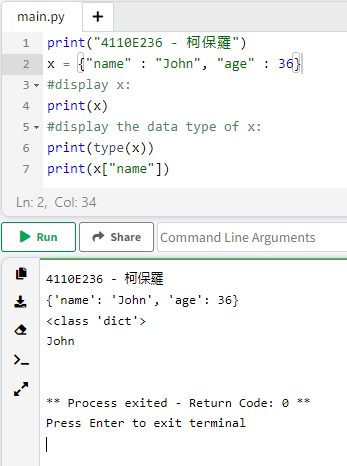 main.py
+
1 print("4110E236 - 柯保羅")
2 x = {"name" : "John", "age" : 36}
3 #display x:
4 print(x)
5 #display the data type of x:
6 print(type(x))
7 print(x["name"])
Ln: 2, Col: 34
Run Share Command Line Arguments
4110E236 - 柯保羅
{'name': 'John', 'age': 36}
<class 'dict'>
John
** Process exited - Return Code: 0 **
Press Enter to exit terminal